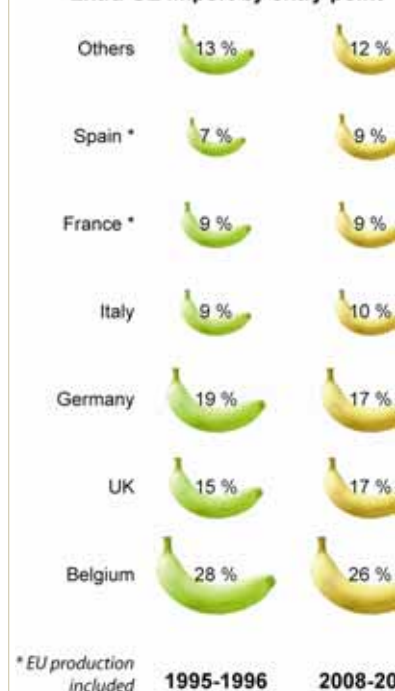 Others 13 % 12 %
Spain * 7 % 9 %
France * 9 % 9 %
Italy 9 % 10 %
Germany 19 % 17 %
UK 15 % 17 %
Belgium 28 % 26 %
* EU production
included 1995-1996 2008-20